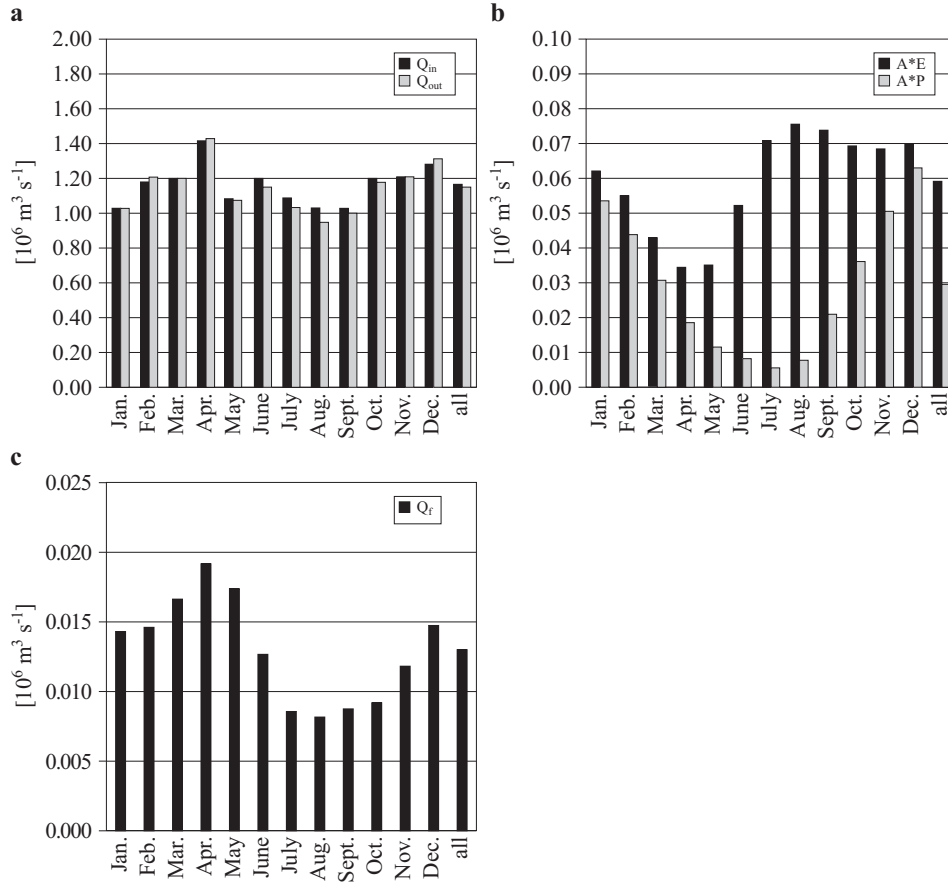 a
2.00
1.80
1.60
1.40
1.20
1.00
0.80
0.60
0.40
0.20
0.00
[10⁶ m³ s⁻¹]
Q_in
Q_out
Jan.
Feb.
Mar.
Apr.
May
June
July
Aug.
Sept.
Oct.
Nov.
Dec.
all
b
0.10
0.09
0.08
0.07
0.06
0.05
0.04
0.03
0.02
0.01
0.00
[10⁶ m³ s⁻¹]
A*E
A*P
Jan.
Feb.
Mar.
Apr.
May
June
July
Aug.
Sept.
Oct.
Nov.
Dec.
all
c
0.025
0.020
0.015
0.010
0.005
0.000
[10⁶ m³ s⁻¹]
Q_f
Jan.
Feb.
Mar.
Apr.
May
June
July
Aug.
Sept.
Oct.
Nov.
Dec.
all